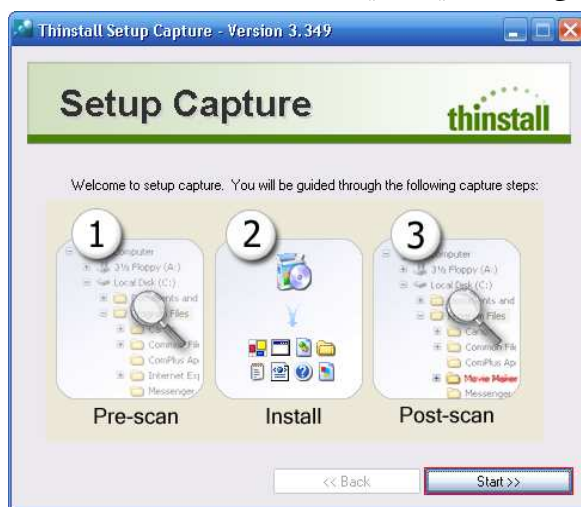 Thinstall Setup Capture - Version 3.349
Setup Capture
thinstall
Welcome to setup capture. You will be guided through the following capture steps:
1
2
3
Computer
3½ Floppy (A:)
Local Disk (C:)
Files
Common
ComPlus Ap
Internet Exp
Messenger
Computer
3½ Floppy (A:)
Local Disk (C:)
and
Files
Common File
ComPlus Ap
Movie Maker
Messenger
Pre-scan
Install
Post-scan
<< Back
Start >>